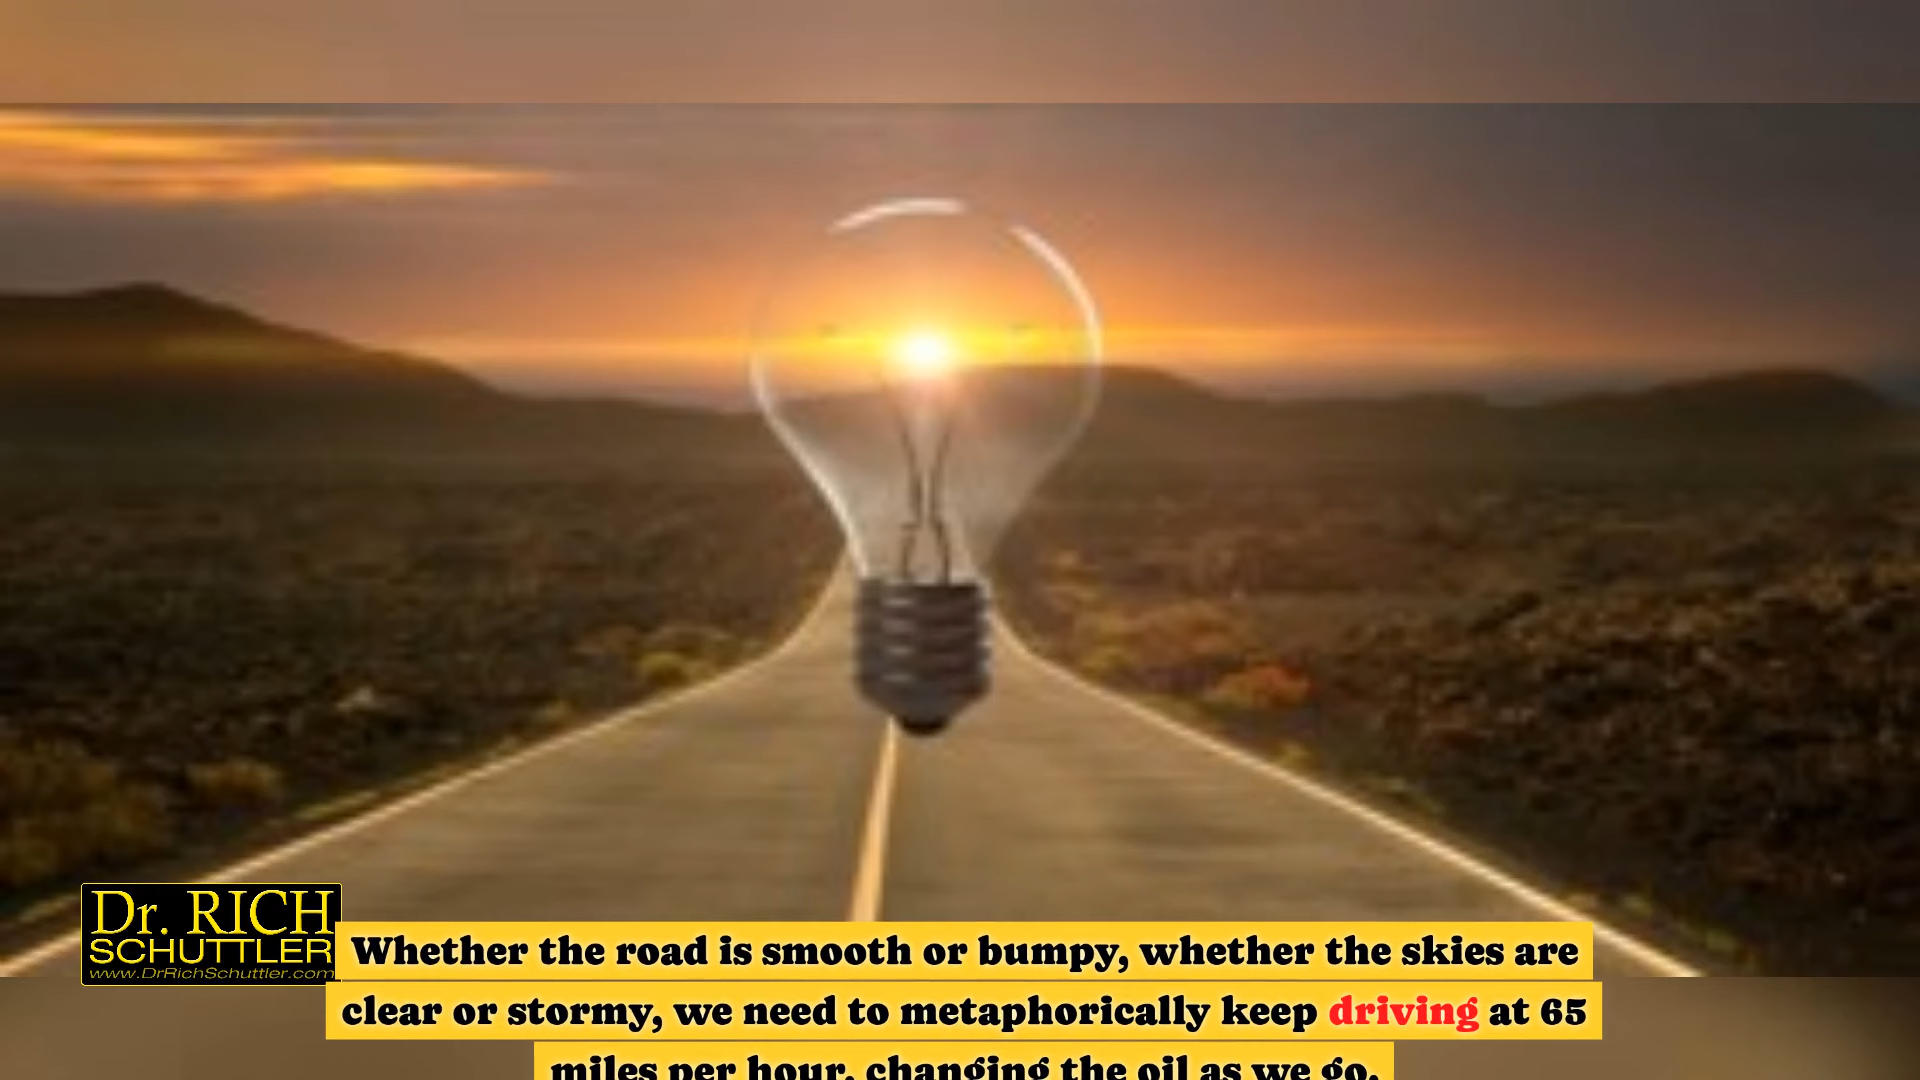 Dr. RICH
SCHUTTLER
www.DrRichSchuttler.com
Whether the road is smooth or bumpy, whether the skies are
clear or stormy, we need to metaphorically keep driving at 65
miles per hour, changing the oil as we go.